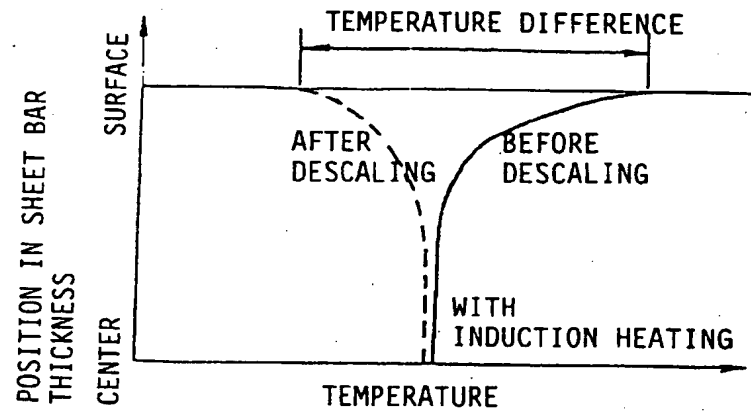 TEMPERATURE DIFFERENCE
SURFACE
AFTER
DESCALING
BEFORE
DESCALING
POSITION IN SHEET BAR
THICKNESS
CENTER
WITH
INDUCTION HEATING
TEMPERATURE